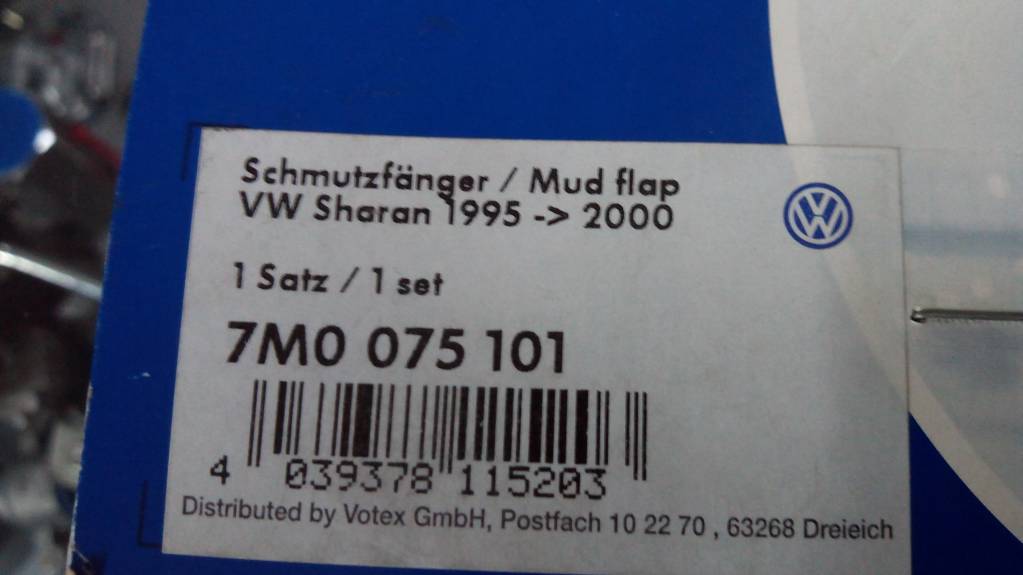 Schmutzfänger / Mud flap
VW Sharan 1995 -> 2000
1 Satz / 1 set
7M0 075 101
4 039378 115203
Distributed by Votex GmbH, Postfach 10 22 70 , 63268 Dreieich